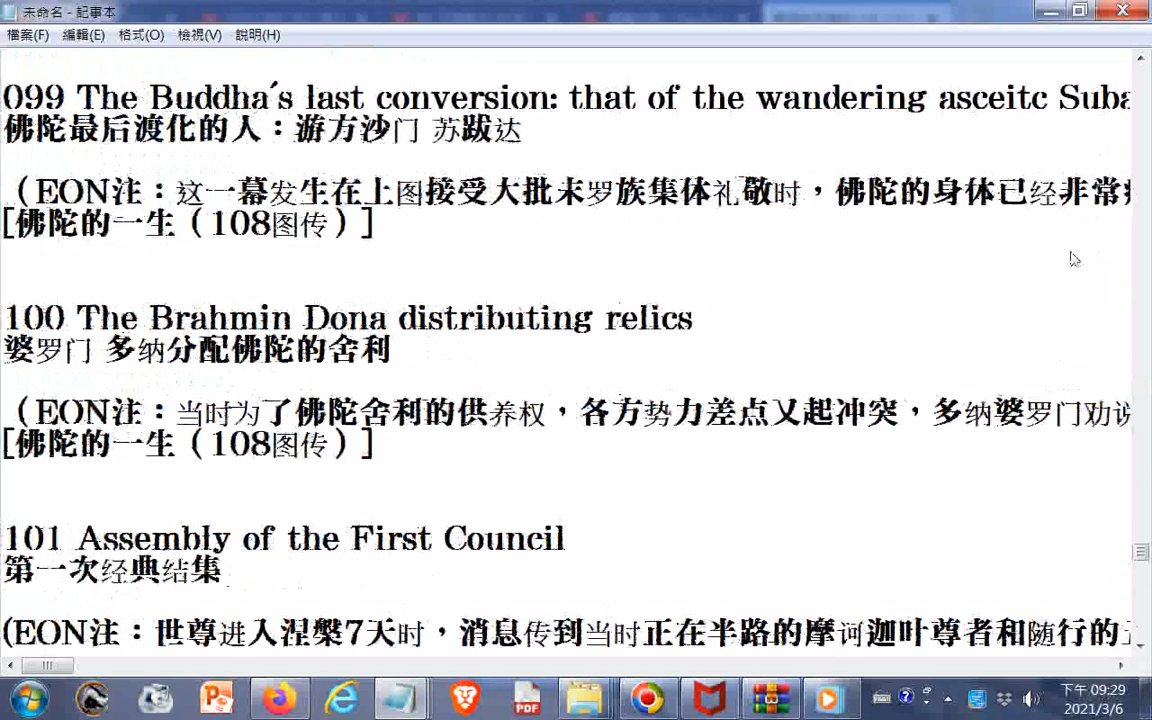 未命名 - 記事本
檔案(F) 編輯(E) 格式(O) 檢視(V) 說明(H)
099 The Buddha's last conversion: that of the wandering asceitc Suba
佛陀最后渡化的人：游方沙门 苏跋达
（EON注：这一幕发生在上图接受大批末罗族集体礼敬时，佛陀的身体已经非常
[佛陀的一生（108图传）]
100 The Brahmin Dona distributing relics
婆罗门 多纳分配佛陀的舍利
（EON注：当时为了佛陀舍利的供养权，各方势力差点又起冲突，多纳婆罗门劝说
[佛陀的一生（108图传）]
101 Assembly of the First Council
第一次经典结集
(EON注：世尊进入涅槃7天时，消息传到当时正在半路的摩诃迦叶尊者和随行的
PDF
下午 09:29
2021/3/6